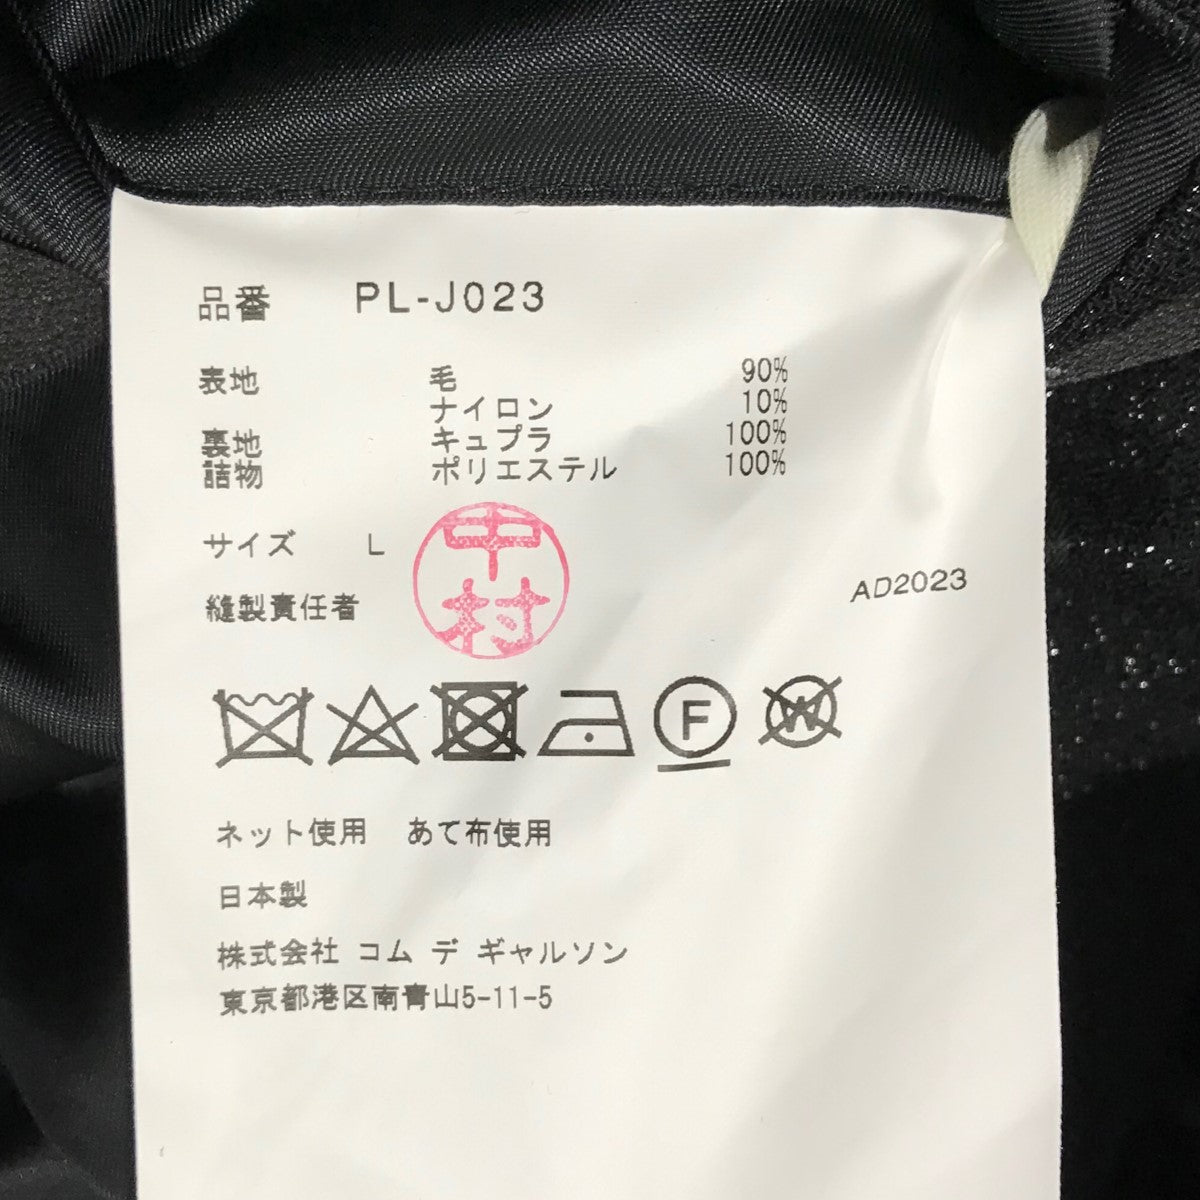 品番 PL-J023
表地 毛 90%
ナイロン 10%
裏地 キュプラ 100%
詰物 ポリエステル 100%
サイズ L
中村
縫製責任者
AD2023
F W
ネット使用 あて布使用
日本製
株式会社 コム デ ギャルソン
東京都港区南青山5-11-5